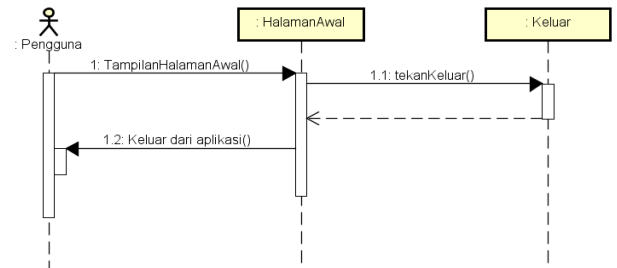 : Pengguna
: HalamanAwal
: Keluar
1: TampilanHalamanAwal()
1.1: tekanKeluar()
1.2: Keluar dari aplikasi()